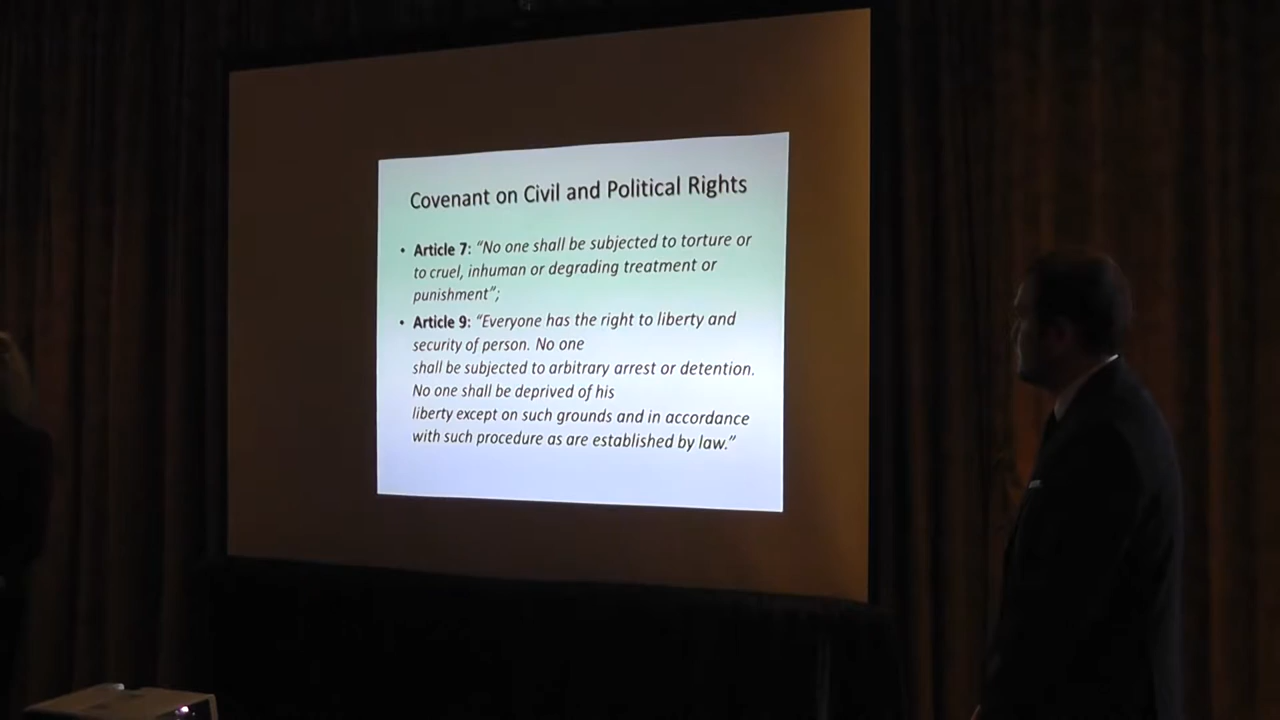 Covenant on Civil and Political Rights
• Article 7: “No one shall be subjected to torture or
to cruel, inhuman or degrading treatment or
punishment”;
• Article 9: “Everyone has the right to liberty and
security of person. No one
shall be subjected to arbitrary arrest or detention.
No one shall be deprived of his
liberty except on such grounds and in accordance
with such procedure as are established by law.”